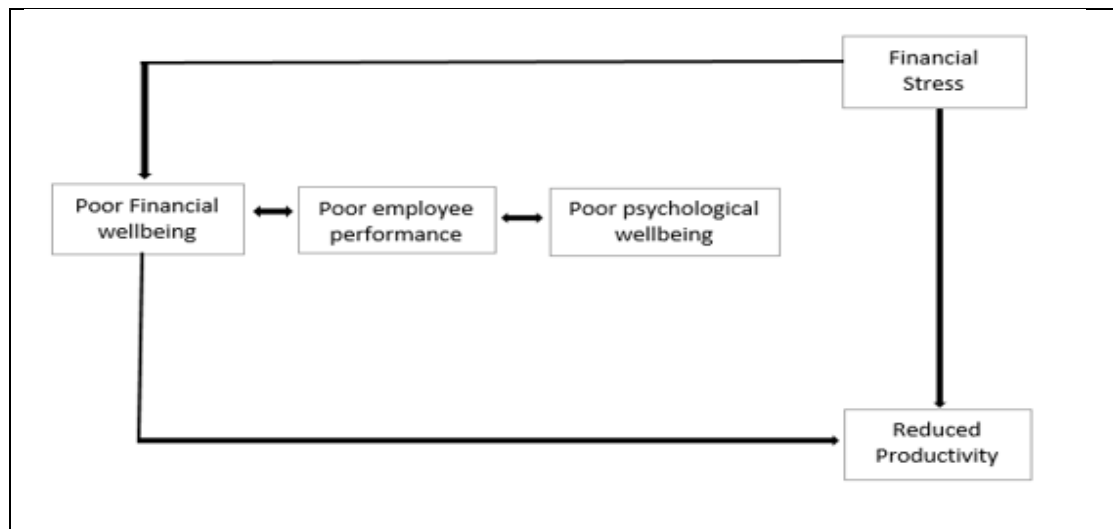 Financial
Stress
Poor Financial
wellbeing
Poor employee
performance
Poor psychological
wellbeing
Reduced
Productivity